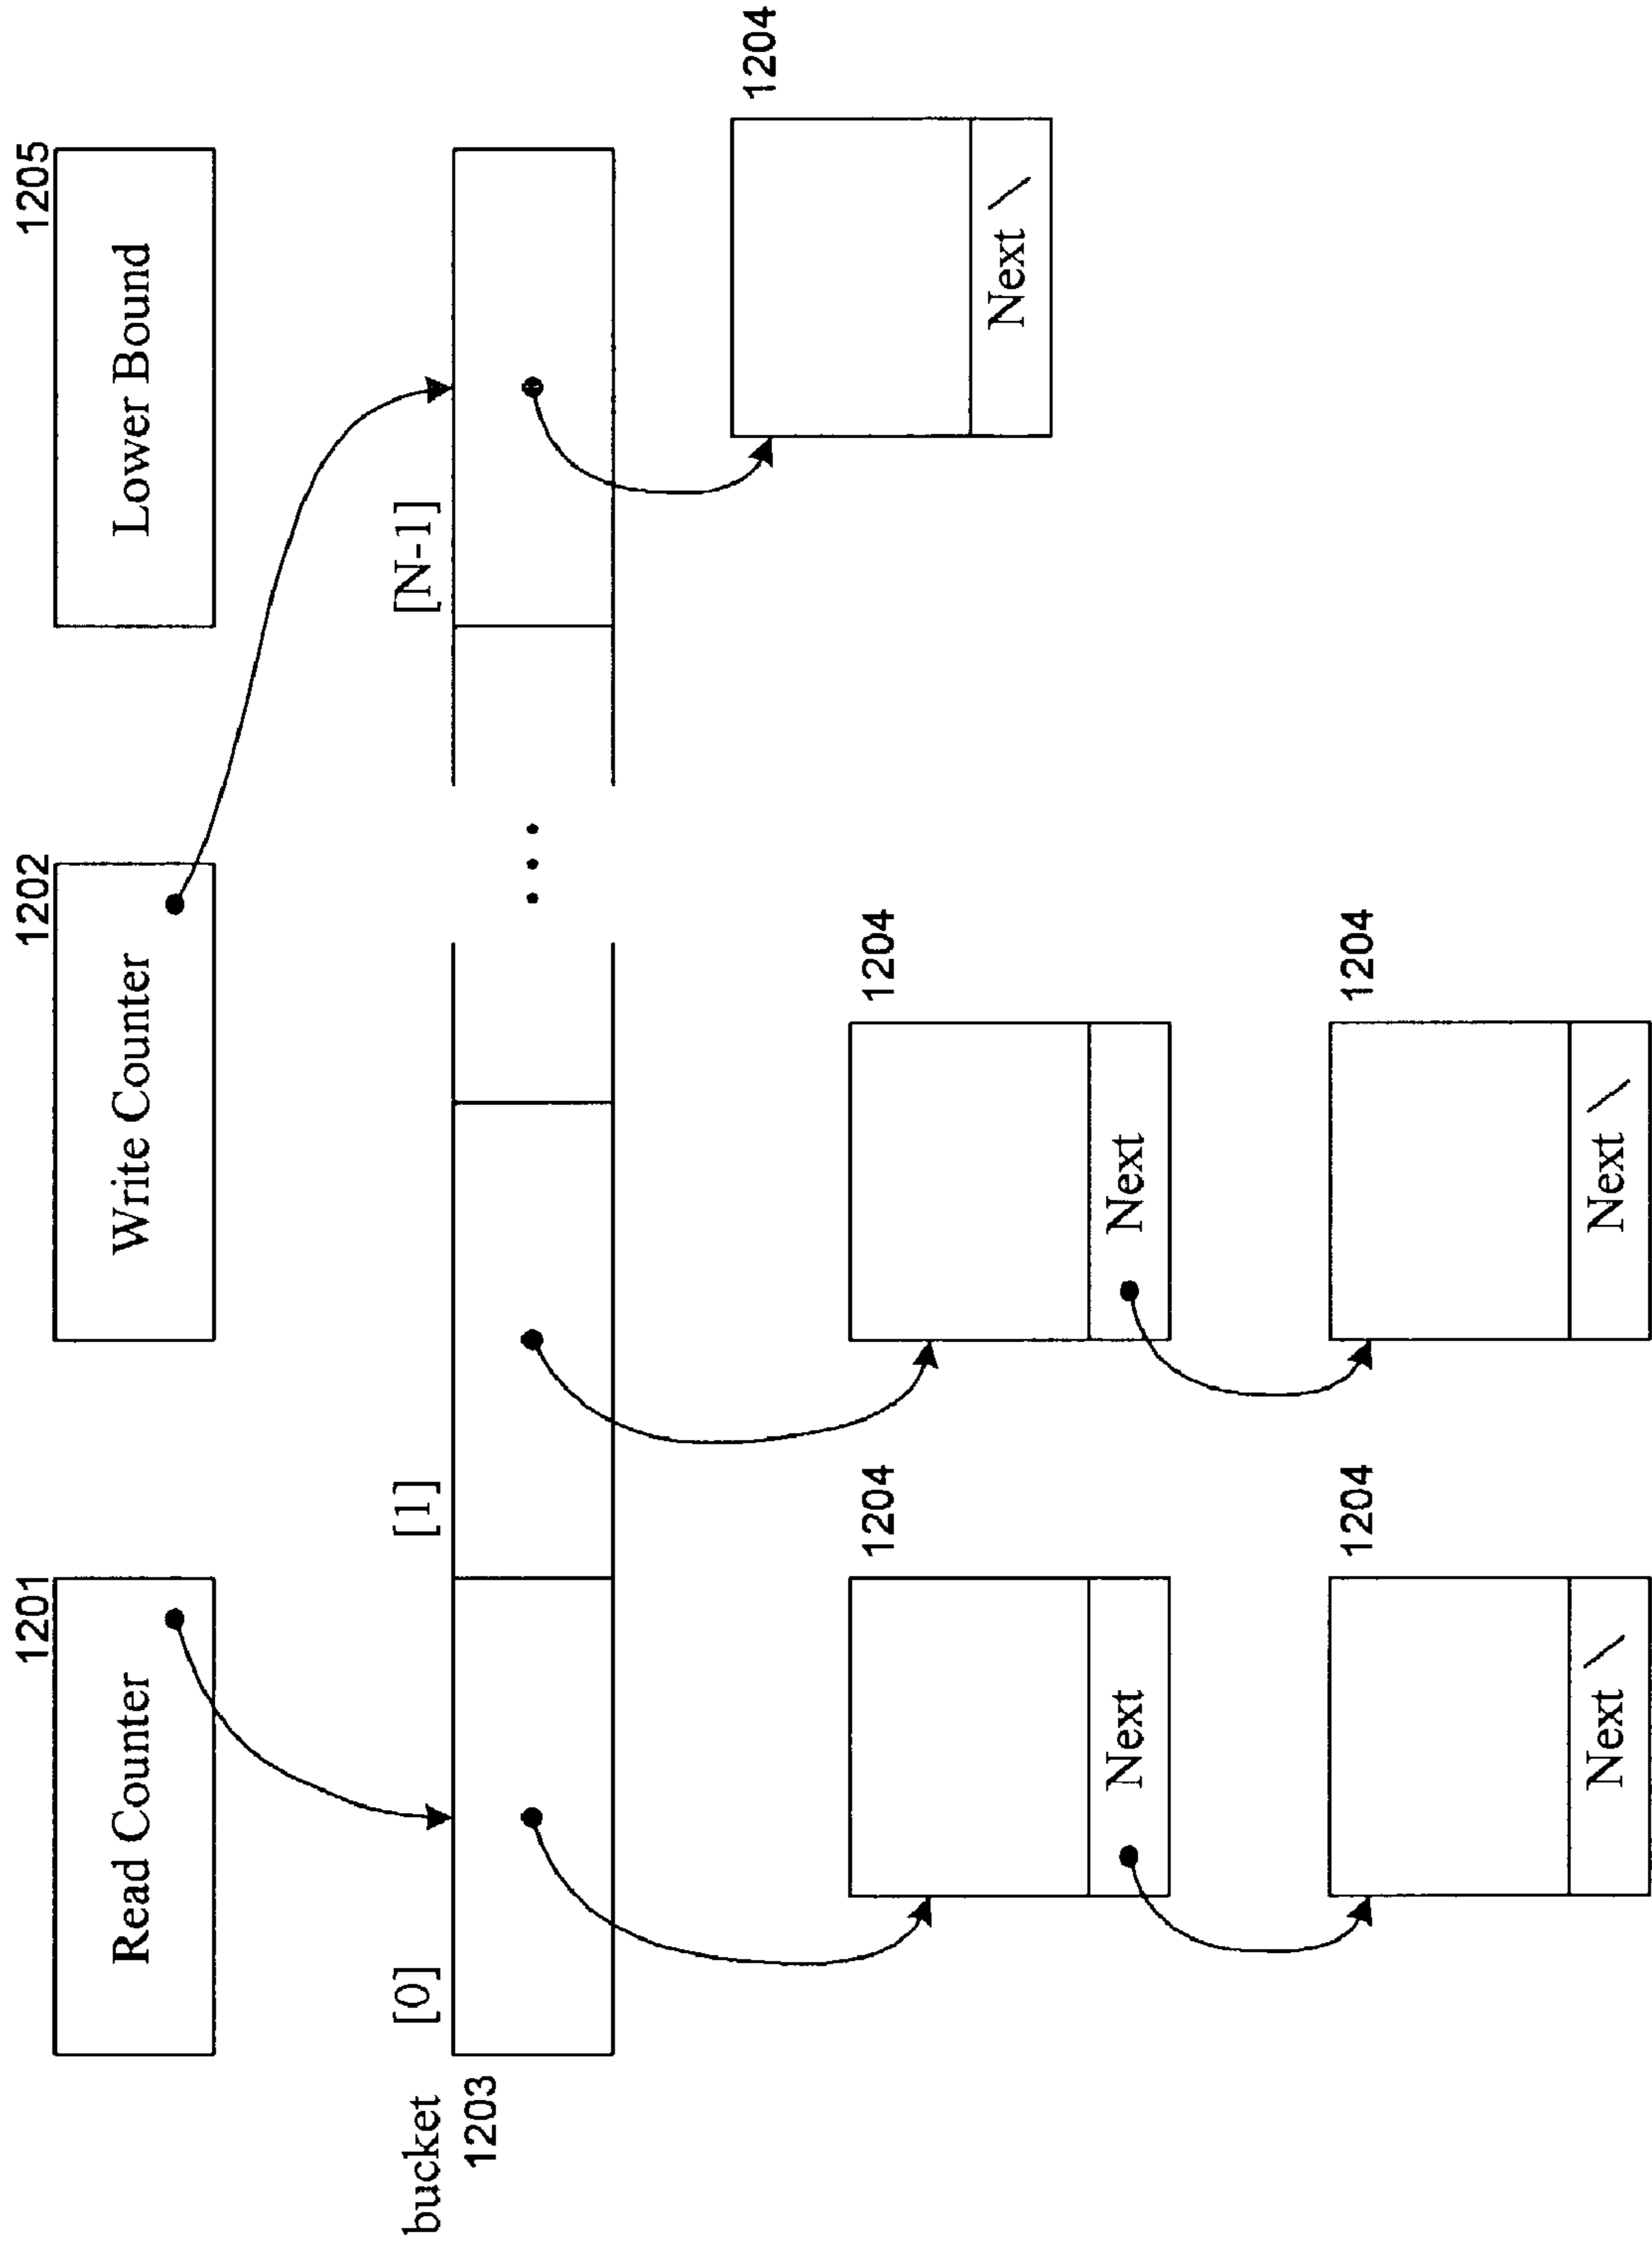 1201 1202 1205
Read Counter Write Counter Lower Bound
bucket [0] [1] [N-1]
1203
...
1204
1204 1204
Next \
Next Next
1204 1204
Next \ Next \